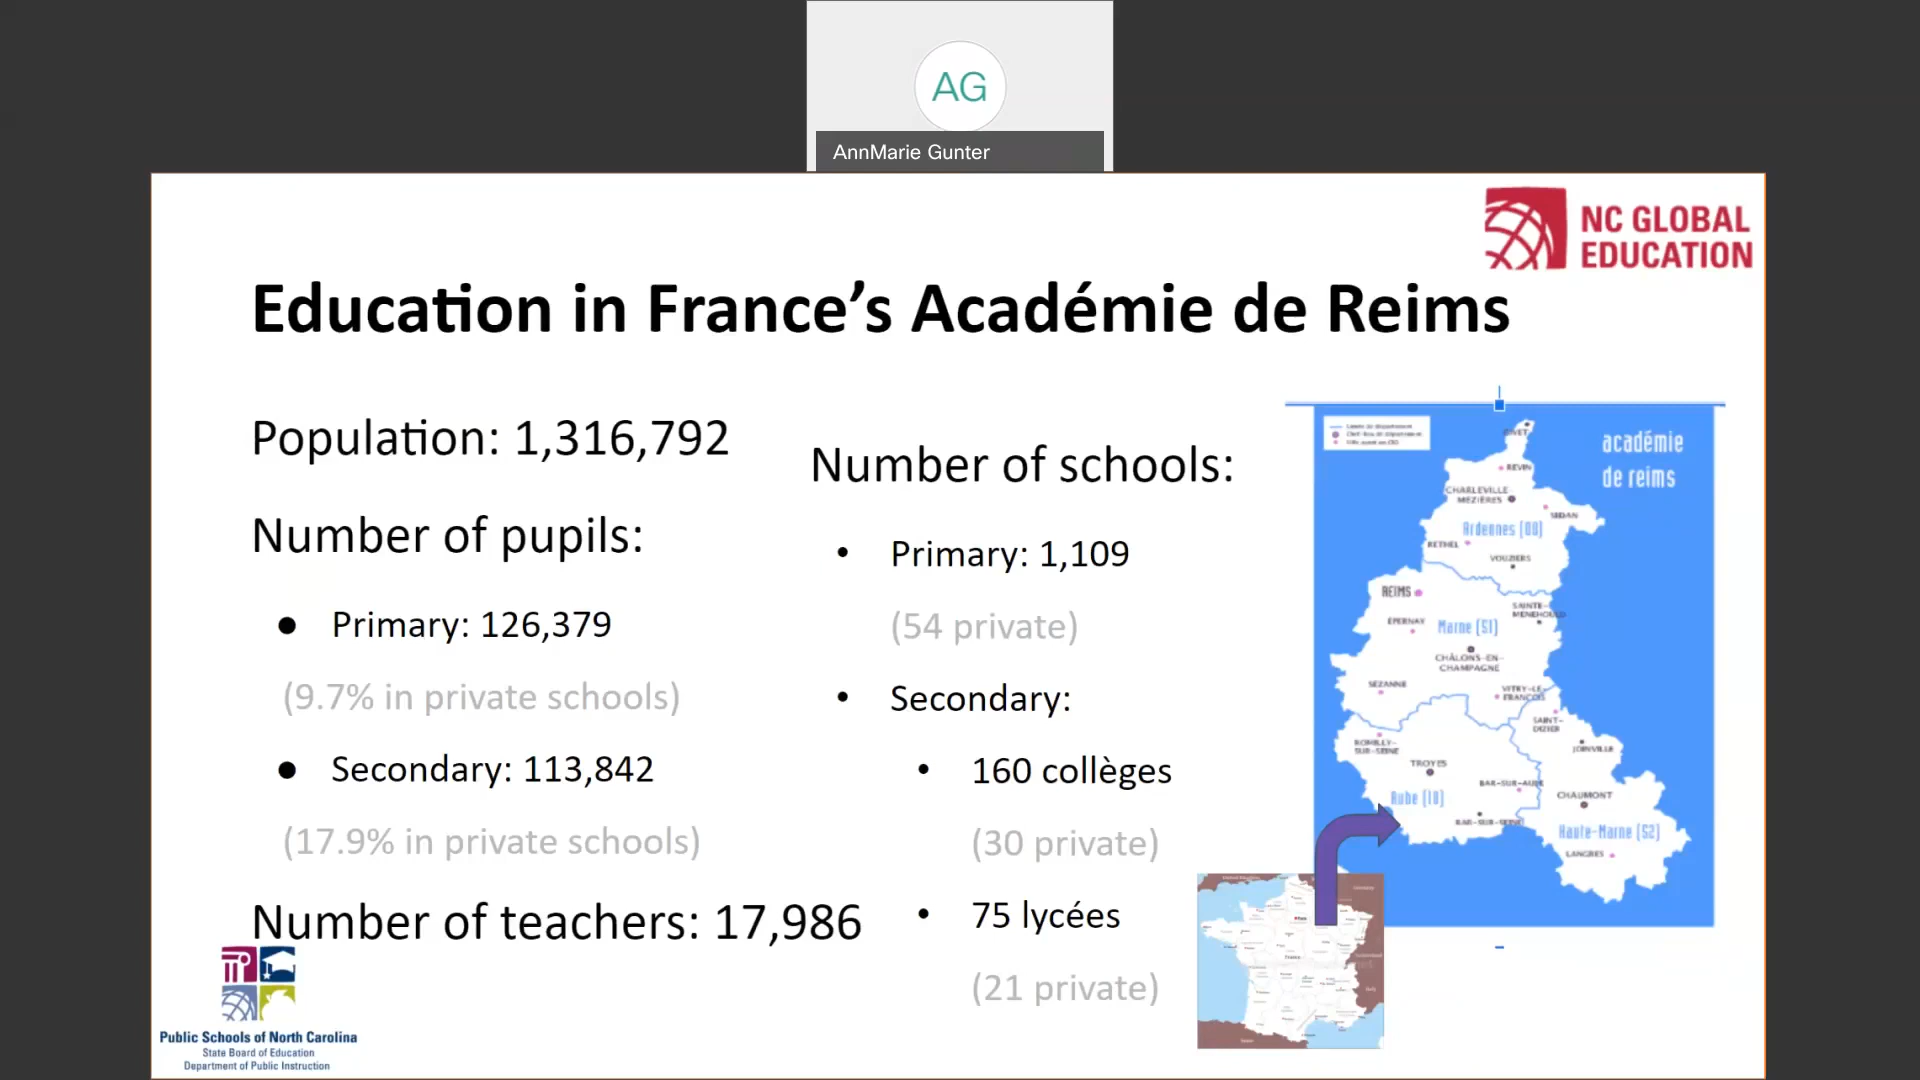 AG
AnnMarie Gunter
NC GLOBAL
EDUCATION
Education in France’s Académie de Reims
Population: 1,316,792
Number of pupils:
● Primary: 126,379
(9.7% in private schools)
● Secondary: 113,842
(17.9% in private schools)
Number of teachers: 17,986
Number of schools:
• Primary: 1,109
(54 private)
• Secondary:
• 160 collèges
(30 private)
• 75 lycées
(21 private)
académie
de reims
GIVET
REVIN
CHARLEVILLE
MÉZIÈRES
SEDAN
Ardennes (08)
RETHEL
VOUZIERS
REIMS
SAINTE-
MENEHOULD
ÉPERNAY
Marne (51)
CHÂLONS-EN-
CHAMPAGNE
SÉZANNE
VITRY-LE-
FRANCOIS
SAINT-
DIZIER
ROMILLY-
SUR-SEINE
JOINVILLE
TROYES
BAR-SUR-AUBE
Aube (10)
CHAUMONT
BAR-SUR-SEINE
Haute-Marne (52)
LANGRES
Public Schools of North Carolina
State Board of Education
Department of Public Instruction